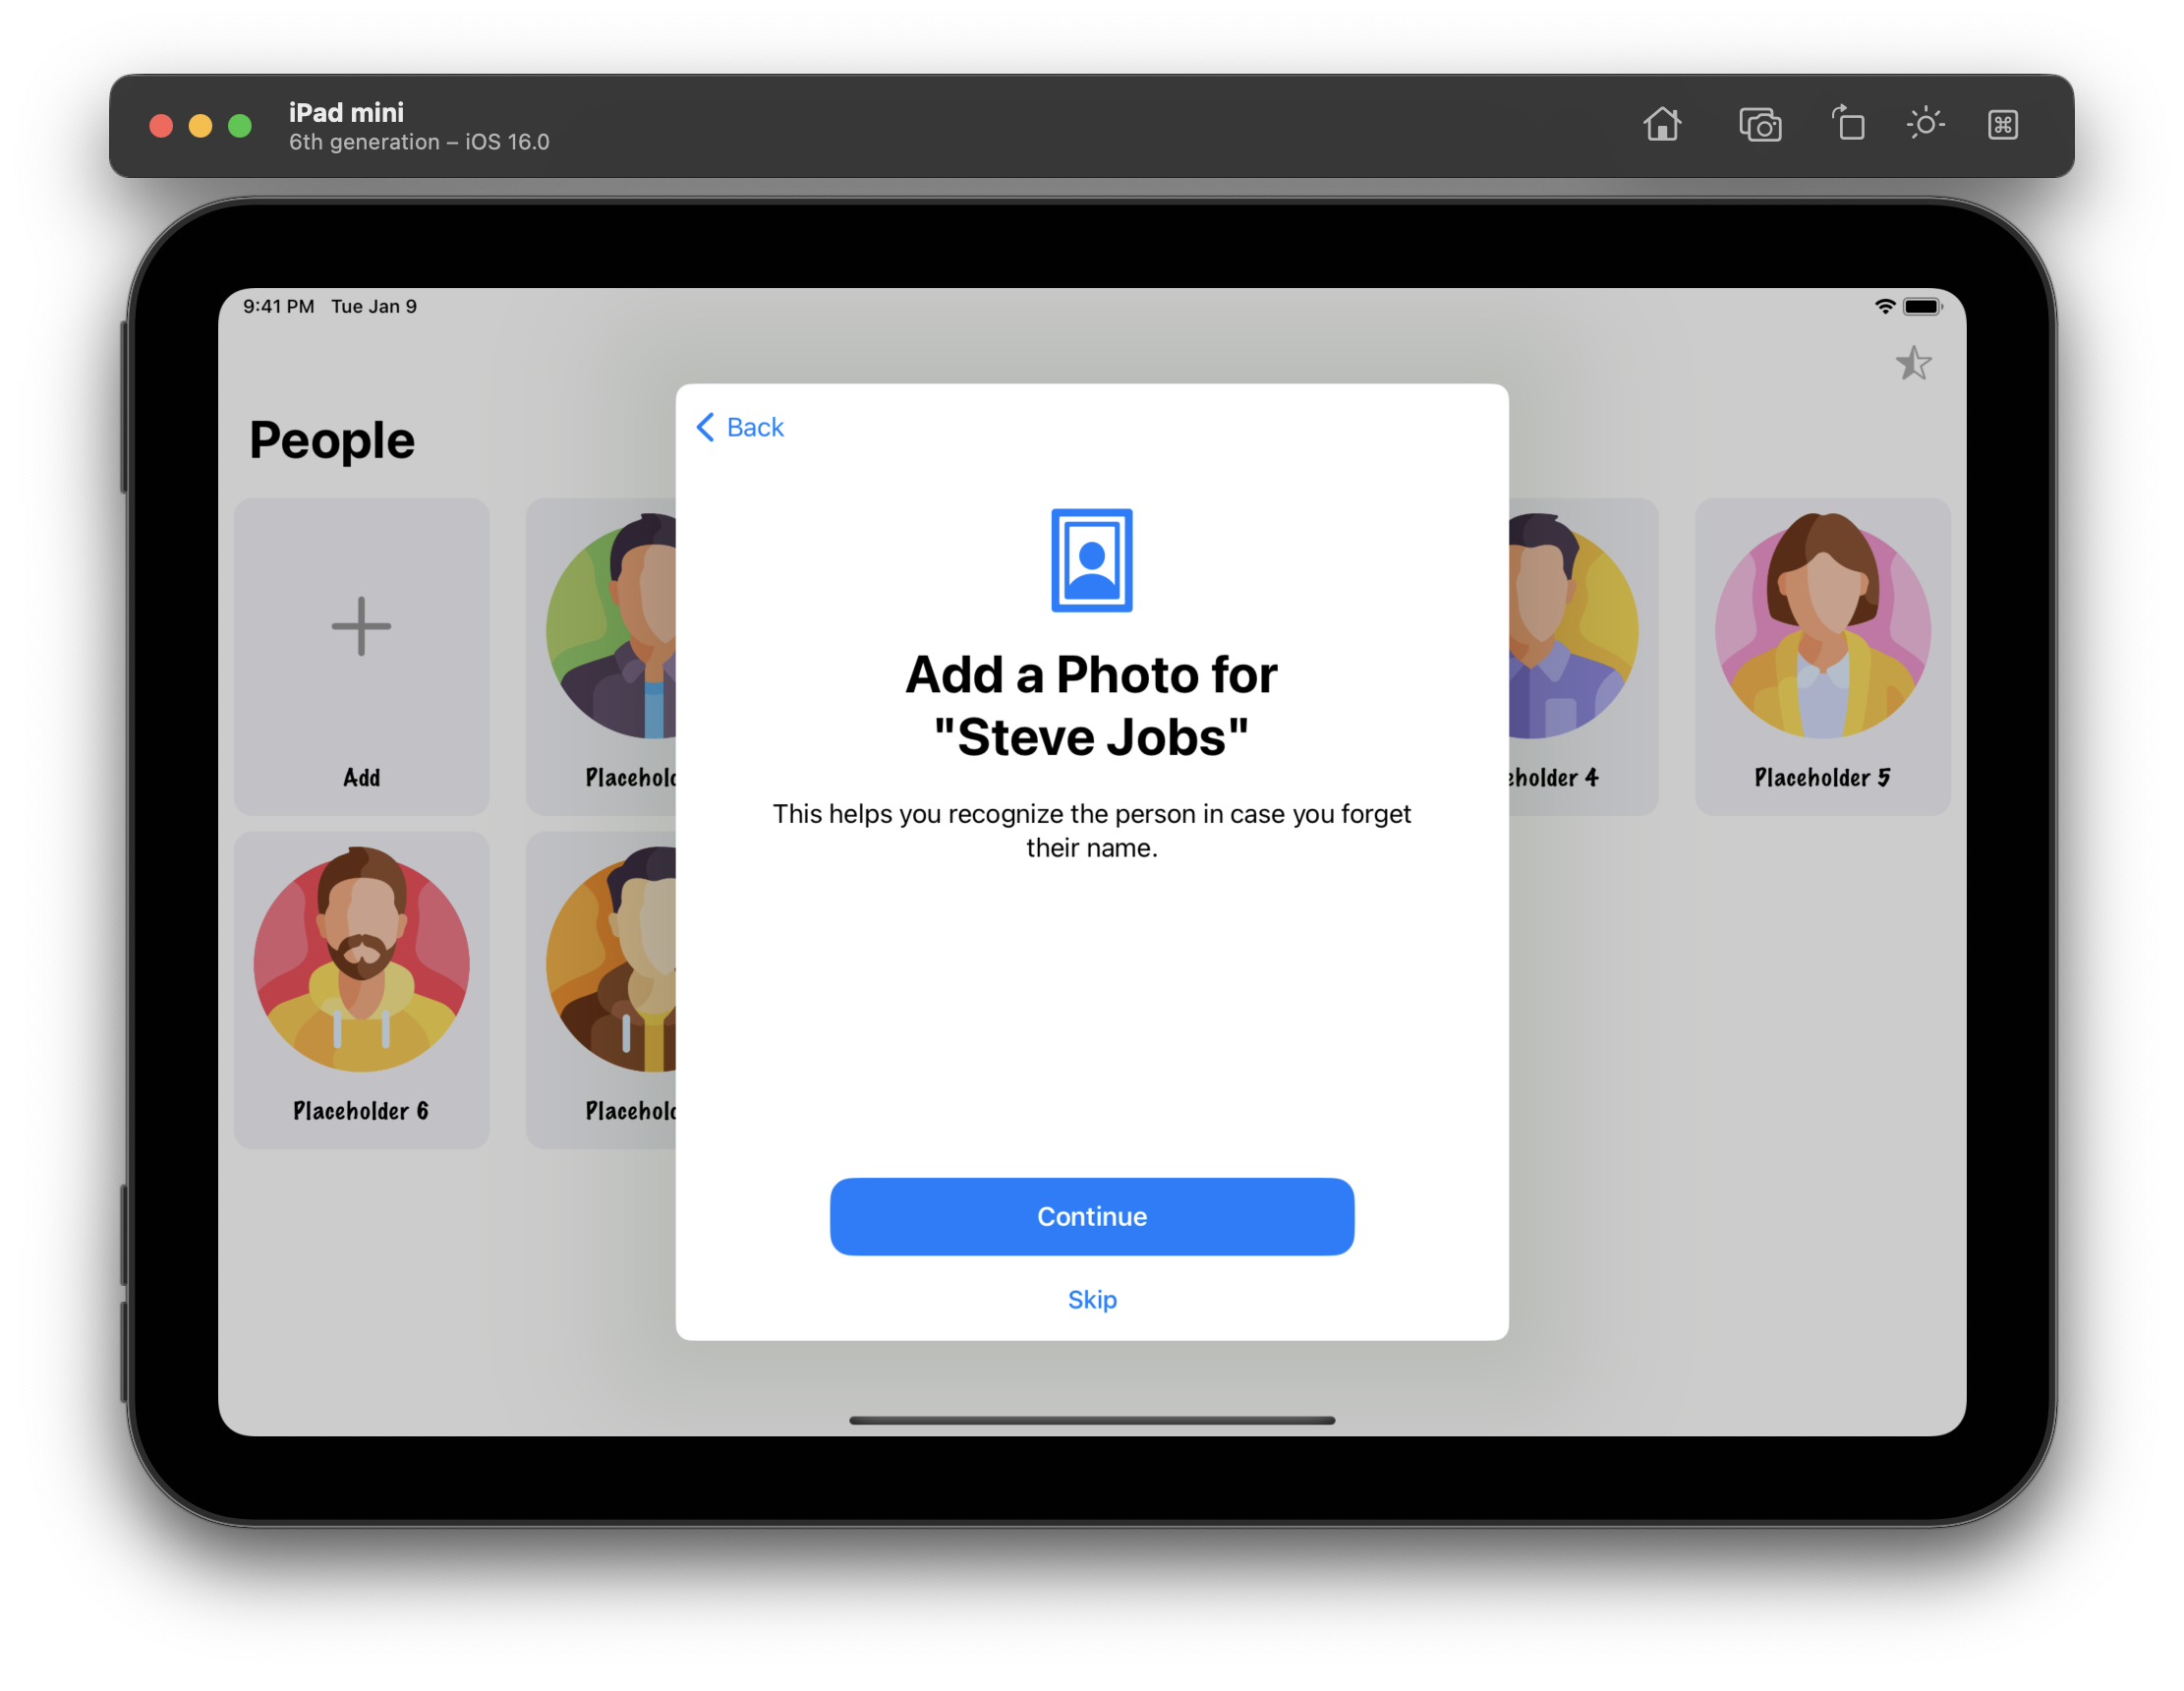 iPad mini
6th generation – iOS 16.0
9:41 PM Tue Jan 9
People
Back
Add a Photo for
"Steve Jobs"
This helps you recognize the person in case you forget
their name.
Continue
Skip
Add
Placehol
eholder 4
Placeholder 5
Placeholder 6
Placehol